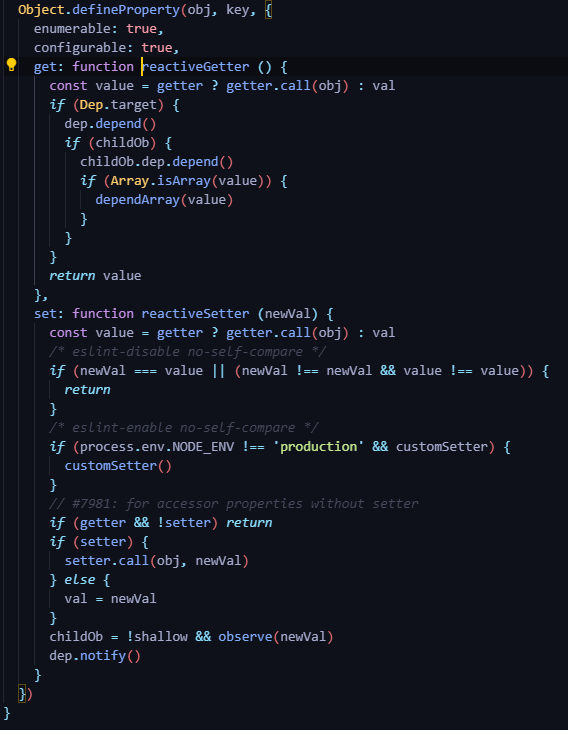 Object.defineProperty(obj, key, {
  enumerable: true,
  configurable: true,
  get: function reactiveGetter () {
    const value = getter ? getter.call(obj) : val
    if (Dep.target) {
      dep.depend()
      if (childOb) {
        childOb.dep.depend()
        if (Array.isArray(value)) {
          dependArray(value)
        }
      }
    }
    return value
  },
  set: function reactiveSetter (newVal) {
    const value = getter ? getter.call(obj) : val
    /* eslint-disable no-self-compare */
    if (newVal === value || (newVal !== newVal && value !== value)) {
      return
    }
    /* eslint-enable no-self-compare */
    if (process.env.NODE_ENV !== 'production' && customSetter) {
      customSetter()
    }
    // #7981: for accessor properties without setter
    if (getter && !setter) return
    if (setter) {
      setter.call(obj, newVal)
    } else {
      val = newVal
    }
    childOb = !shallow && observe(newVal)
    dep.notify()
  }
})
}